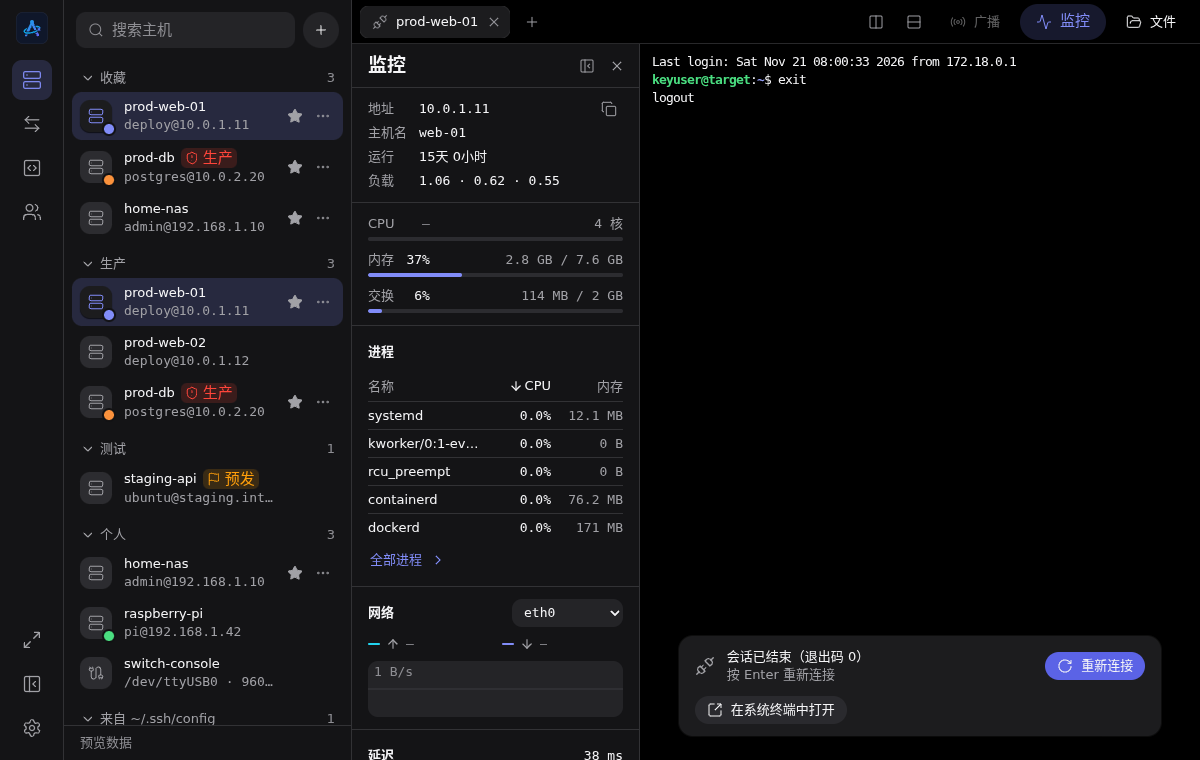 搜索主机
收藏 3
prod-web-01
deploy@10.0.1.11
prod-db 生产
postgres@10.0.2.20
home-nas
admin@192.168.1.10
生产 3
prod-web-01
deploy@10.0.1.11
prod-web-02
deploy@10.0.1.12
prod-db 生产
postgres@10.0.2.20
测试 1
staging-api 预发
ubuntu@staging.int…
个人 3
home-nas
admin@192.168.1.10
raspberry-pi
pi@192.168.1.42
switch-console
/dev/ttyUSB0 · 960…
来自 ~/.ssh/config 1
预览数据
prod-web-01
广播
监控
文件
监控
地址 10.0.1.11
主机名 web-01
运行 15天 0小时
负载 1.06 · 0.62 · 0.55
CPU — 4 核
内存 37% 2.8 GB / 7.6 GB
交换 6% 114 MB / 2 GB
进程
名称 CPU 内存
systemd 0.0% 12.1 MB
kworker/0:1-ev… 0.0% 0 B
rcu_preempt 0.0% 0 B
containerd 0.0% 76.2 MB
dockerd 0.0% 171 MB
全部进程
网络 eth0
— —
1 B/s
延迟 38 ms
Last login: Sat Nov 21 08:00:33 2026 from 172.18.0.1
keyuser@target:~$ exit
logout
会话已结束（退出码 0）
按 Enter 重新连接
重新连接
在系统终端中打开